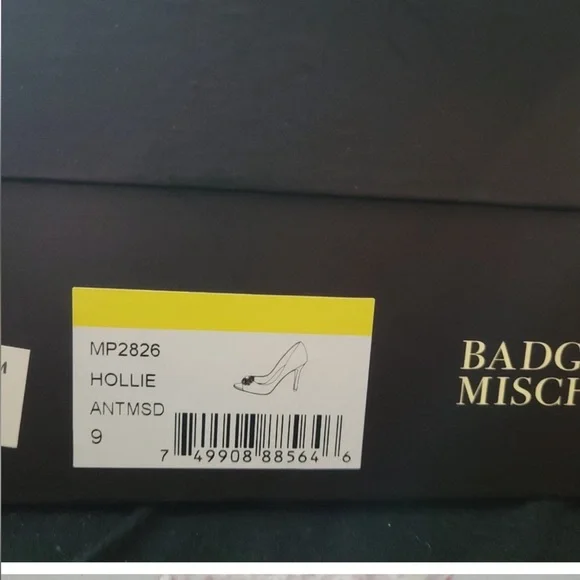 MP2826
HOLLIE
ANTMSD
9
7 49908 88564 6
M
BADG
MISCH